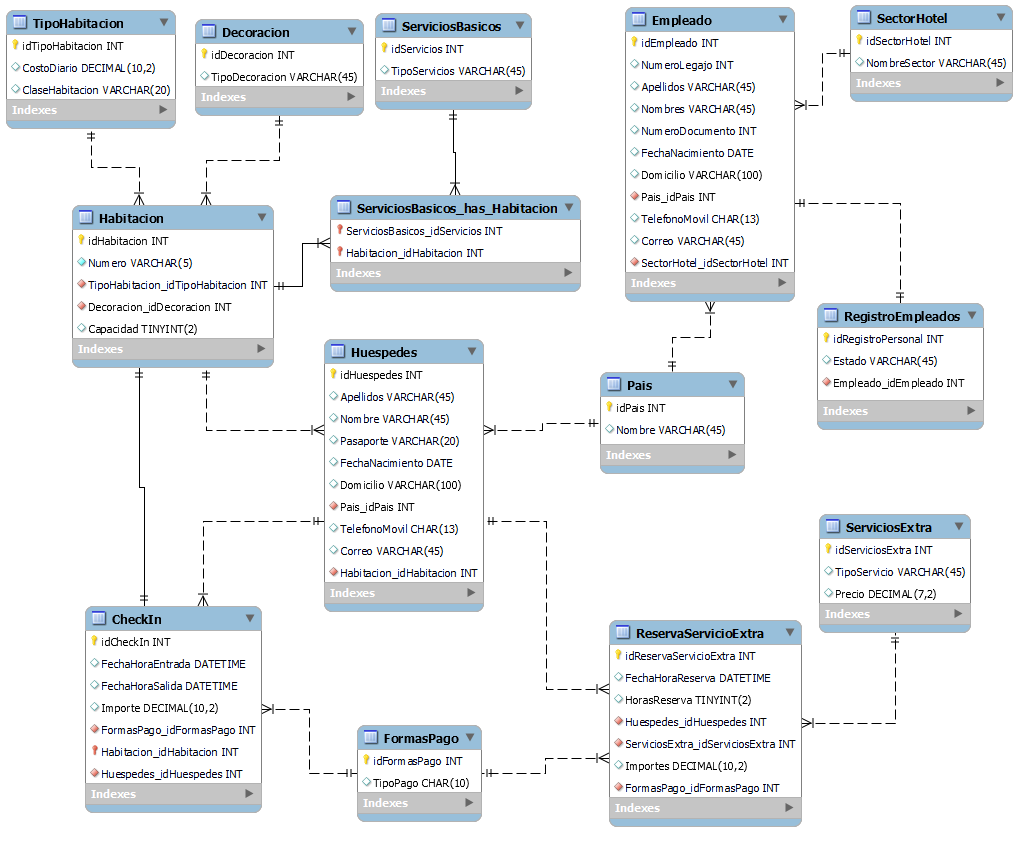 TipoHabitacion
idTipoHabitacion INT
CostoDiario DECIMAL(10,2)
ClaseHabitacion VARCHAR(20)
Indexes
Decoracion
idDecoracion INT
TipoDecoracion VARCHAR(45)
Indexes
ServiciosBasicos
idServicios INT
TipoServicios VARCHAR(45)
Indexes
Empleado
idEmpleado INT
NumeroLegajo INT
Apellidos VARCHAR(45)
Nombres VARCHAR(45)
NumeroDocumento INT
FechaNacimiento DATE
Domicilio VARCHAR(100)
Pais_idPais INT
TelefonoMovil CHAR(13)
Correo VARCHAR(45)
SectorHotel_idSectorHotel INT
Indexes
SectorHotel
idSectorHotel INT
NombreSector VARCHAR(45)
Indexes
Habitacion
idHabitacion INT
Numero VARCHAR(5)
TipoHabitacion_idTipoHabitacion INT
Decoracion_idDecoracion INT
Capacidad TINYINT(2)
Indexes
ServiciosBasicos_has_Habitacion
ServiciosBasicos_idServicios INT
Habitacion_idHabitacion INT
Indexes
RegistroEmpleados
idRegistroPersonal INT
Estado VARCHAR(45)
Empleado_idEmpleado INT
Indexes
Huespedes
idHuespedes INT
Apellidos VARCHAR(45)
Nombre VARCHAR(45)
Pasaporte VARCHAR(20)
FechaNacimiento DATE
Domicilio VARCHAR(100)
Pais_idPais INT
TelefonoMovil CHAR(13)
Correo VARCHAR(45)
Habitacion_idHabitacion INT
Indexes
Pais
idPais INT
Nombre VARCHAR(45)
Indexes
ServiciosExtra
idServiciosExtra INT
TipoServicio VARCHAR(45)
Precio DECIMAL(7,2)
Indexes
CheckIn
idCheckIn INT
FechaHoraEntrada DATETIME
FechaHoraSalida DATETIME
Importe DECIMAL(10,2)
FormasPago_idFormasPago INT
Habitacion_idHabitacion INT
Huespedes_idHuespedes INT
Indexes
FormasPago
idFormasPago INT
TipoPago CHAR(10)
Indexes
ReservaServicioExtra
idReservaServicioExtra INT
FechaHoraReserva DATETIME
HorasReserva TINYINT(2)
Huespedes_idHuespedes INT
ServiciosExtra_idServiciosExtra INT
Importes DECIMAL(10,2)
FormasPago_idFormasPago INT
Indexes